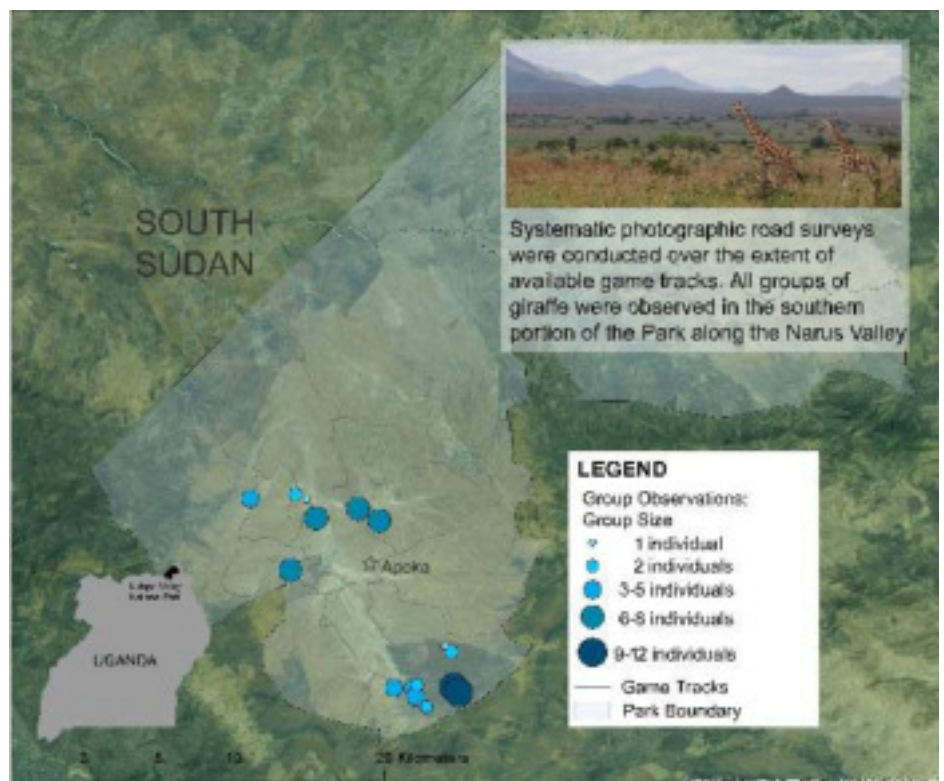 SOUTH
SUDAN
Systematic photographic road surveys
were conducted over the extent of
available game tracks. All groups of
giraffe were observed in the southern
portion of the Park along the Narus Valley
LEGEND
Group Observations:
Group Size
1 individual
2 individuals
3-5 individuals
6-8 individuals
9-12 individuals
Game Tracks
Park Boundary
Apoka
UGANDA
20 Kilometers